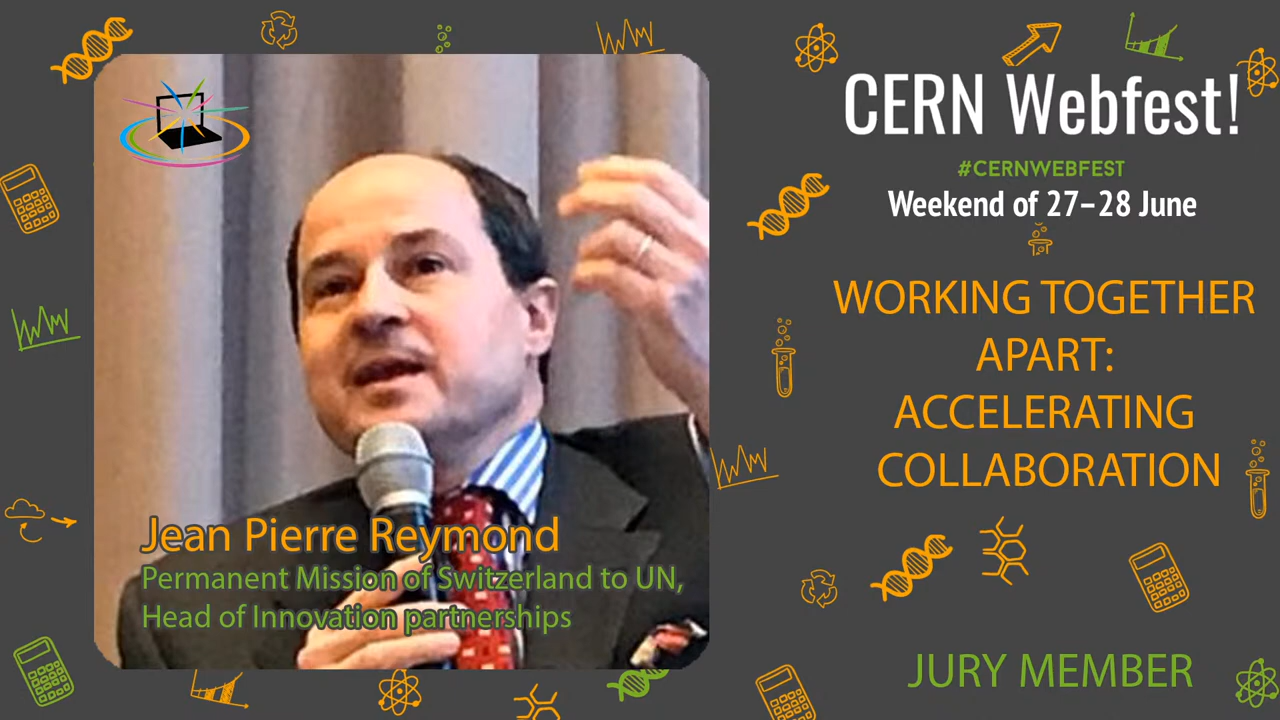 CERN Webfest!
#CERNWEBFEST
Weekend of 27–28 June
WORKING TOGETHER
APART:
ACCELERATING
COLLABORATION
Jean Pierre Reymond
Permanent Mission of Switzerland to UN,
Head of Innovation partnerships
JURY MEMBER